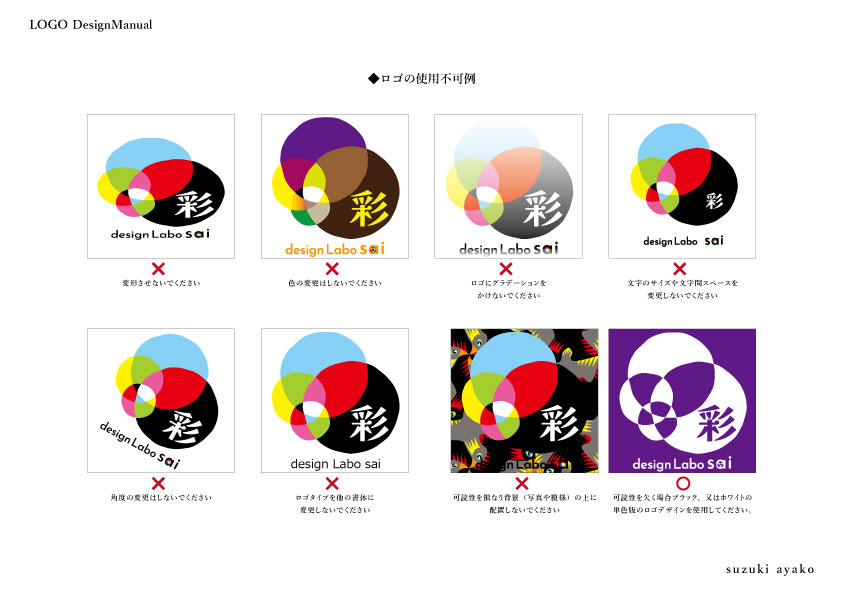 LOGO DesignManual
◆ロゴの使用不可例
彩
design Labo sai
彩
design Labo sai
彩
design Labo sai
彩
design Labo sai
変形させないでください
色の変更はしないでください
ロゴにグラデーションを
かけないでください
文字のサイズや文字間スペースを
変更しないでください
彩
design Labo sai
彩
design Labo sai
彩
design Labo sa
彩
design Labo sai
角度の変更はしないでください
ロゴタイプを他の書体に
変更しないでください
可読性を損なう背景（写真や模様）の上に
配置しないでください
可読性を欠く場合ブラック、又はホワイトの
単色版のロゴデザインを使用してください。
suzuki ayako